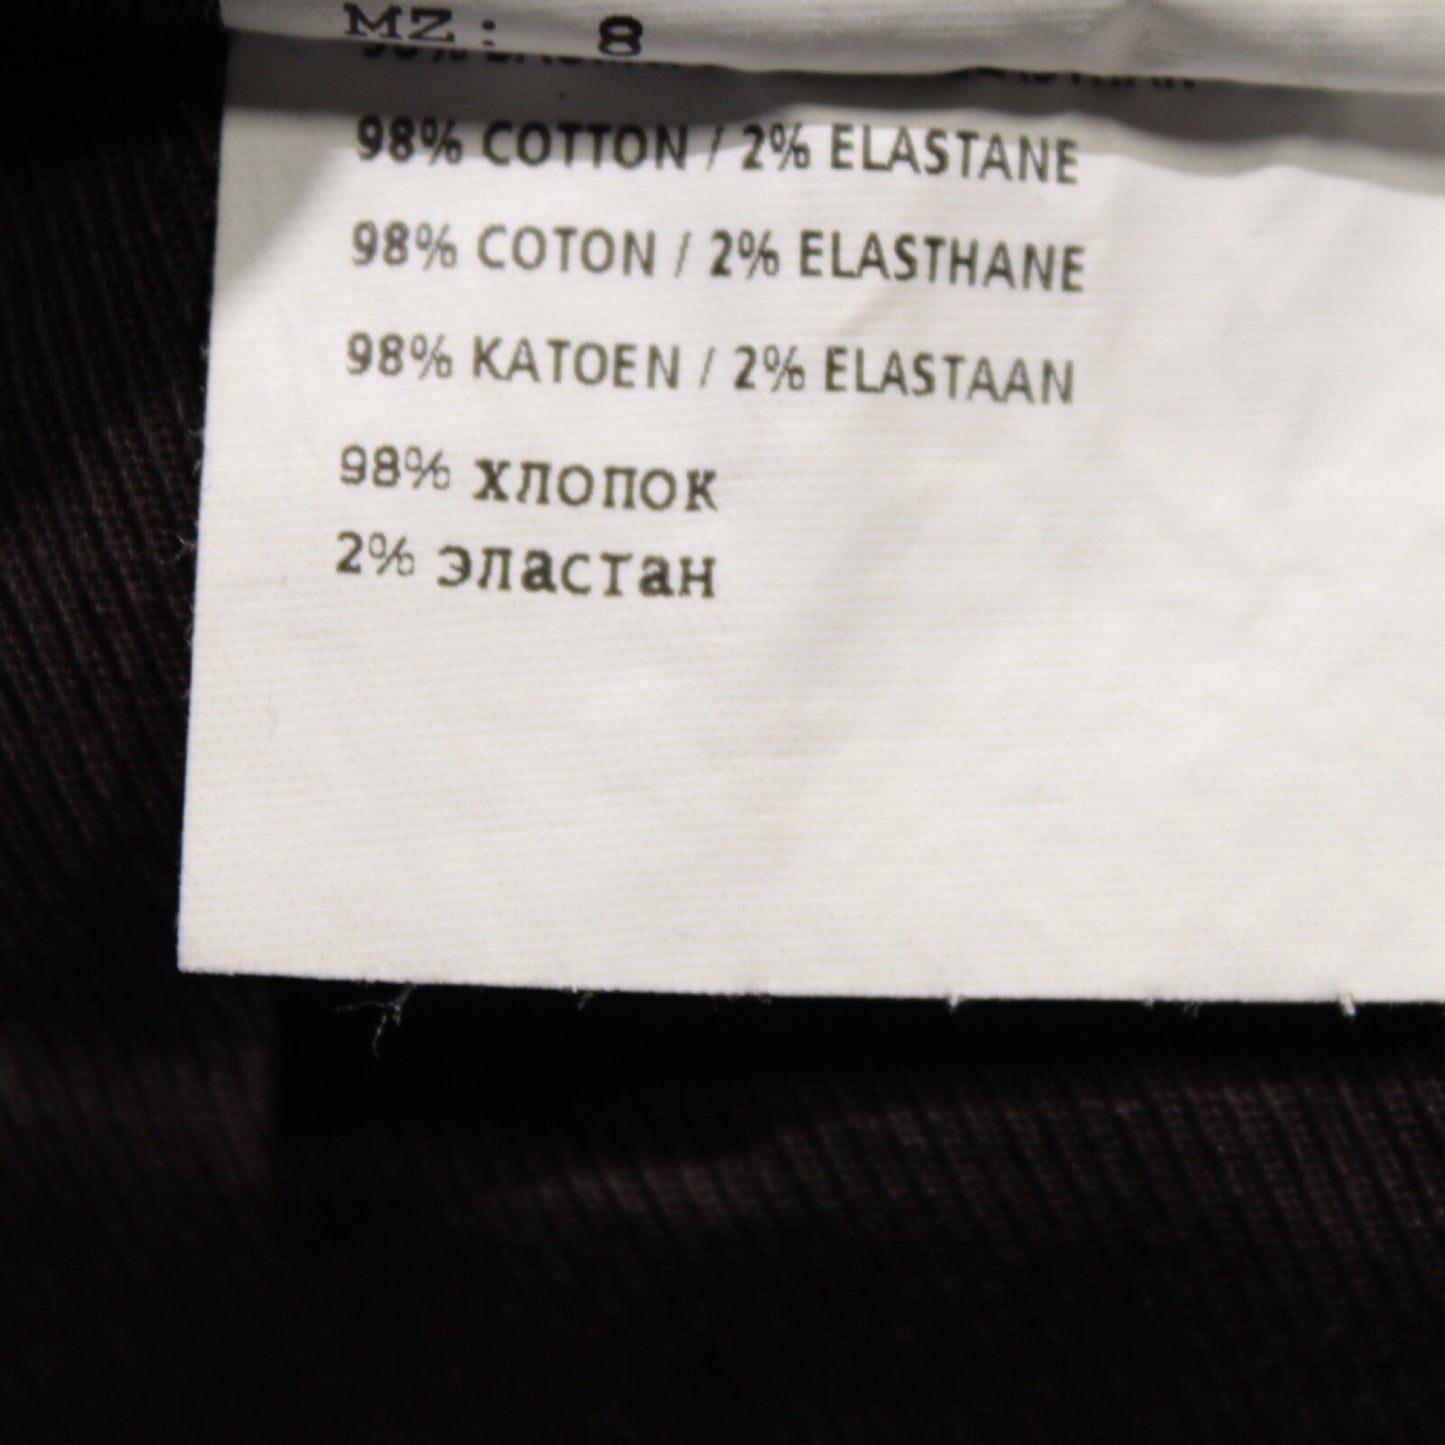 MZ: 8
98% COTTON / 2% ELASTANE
98% COTON / 2% ELASTHANE
98% KATOEN / 2% ELASTAAN
98% хлопок
2% эластан